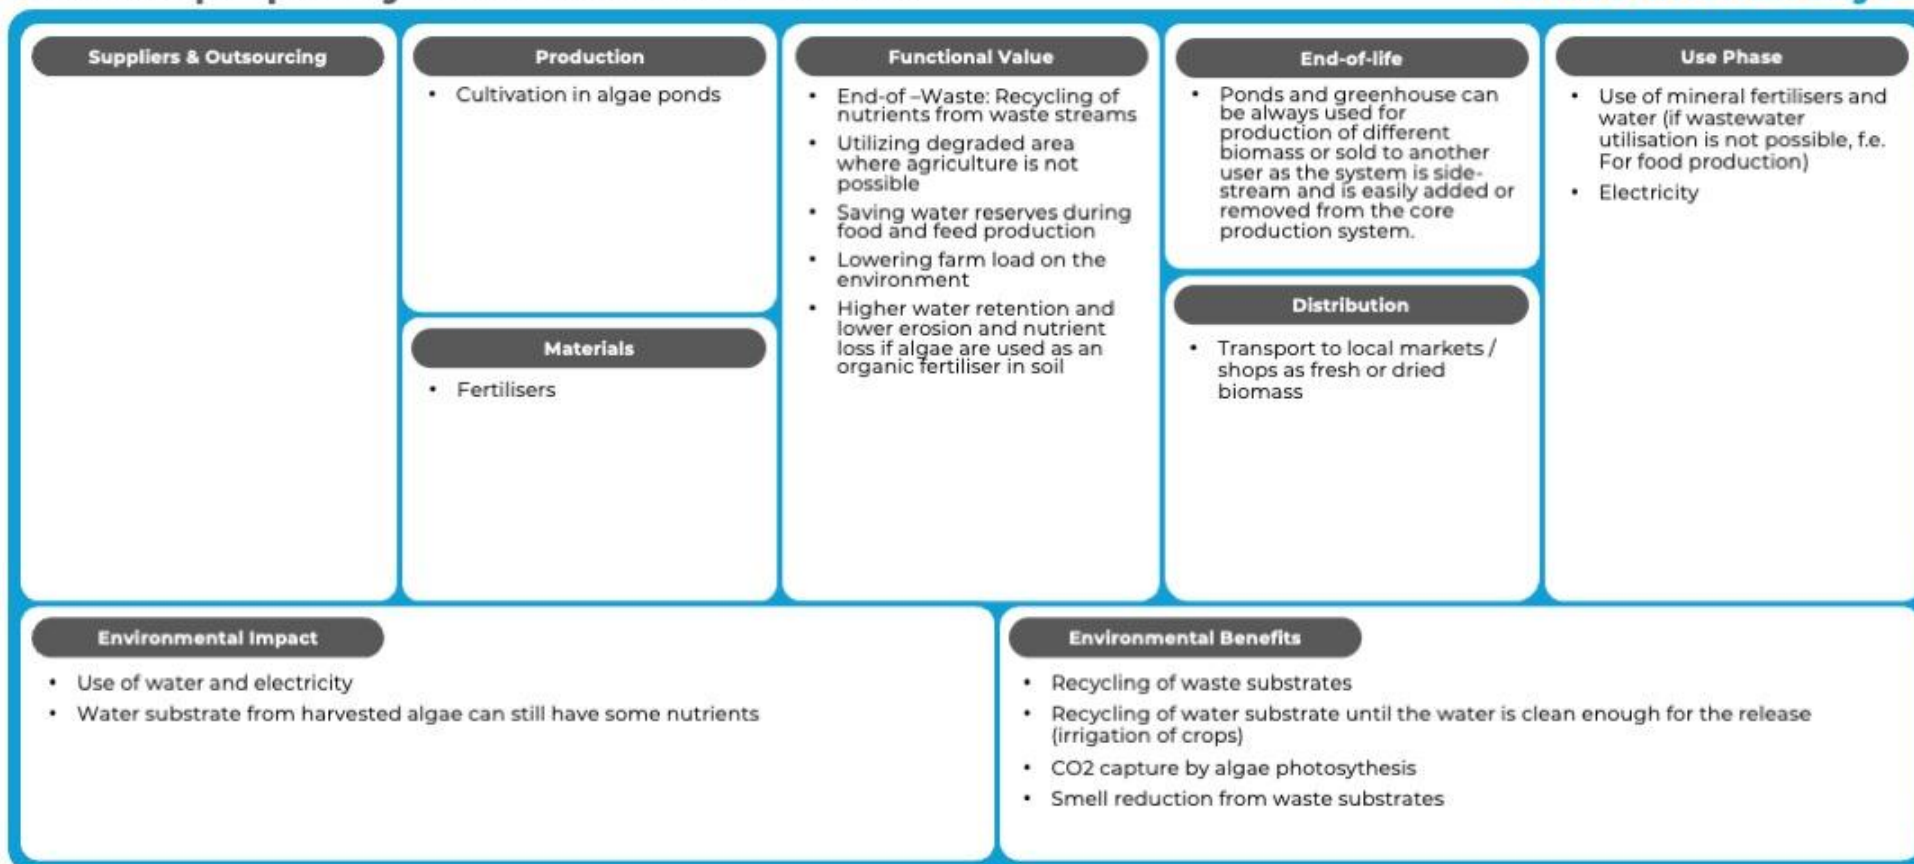 Suppliers & Outsourcing
Production
• Cultivation in algae ponds
Materials
• Fertilisers
Functional Value
• End-of –Waste: Recycling of
nutrients from waste streams
• Utilizing degraded area
where agriculture is not
possible
• Saving water reserves during
food and feed production
• Lowering farm load on the
environment
• Higher water retention and
lower erosion and nutrient
loss if algae are used as an
organic fertiliser in soil
End-of-life
• Ponds and greenhouse can
be always used for
production of different
biomass or sold to another
user as the system is side-
stream and is easily added or
removed from the core
production system.
Distribution
• Transport to local markets /
shops as fresh or dried
biomass
Use Phase
• Use of mineral fertilisers and
water (if wastewater
utilisation is not possible, f.e.
For food production)
• Electricity
Environmental Impact
• Use of water and electricity
• Water substrate from harvested algae can still have some nutrients
Environmental Benefits
• Recycling of waste substrates
• Recycling of water substrate until the water is clean enough for the release
(irrigation of crops)
• CO2 capture by algae photosythesis
• Smell reduction from waste substrates